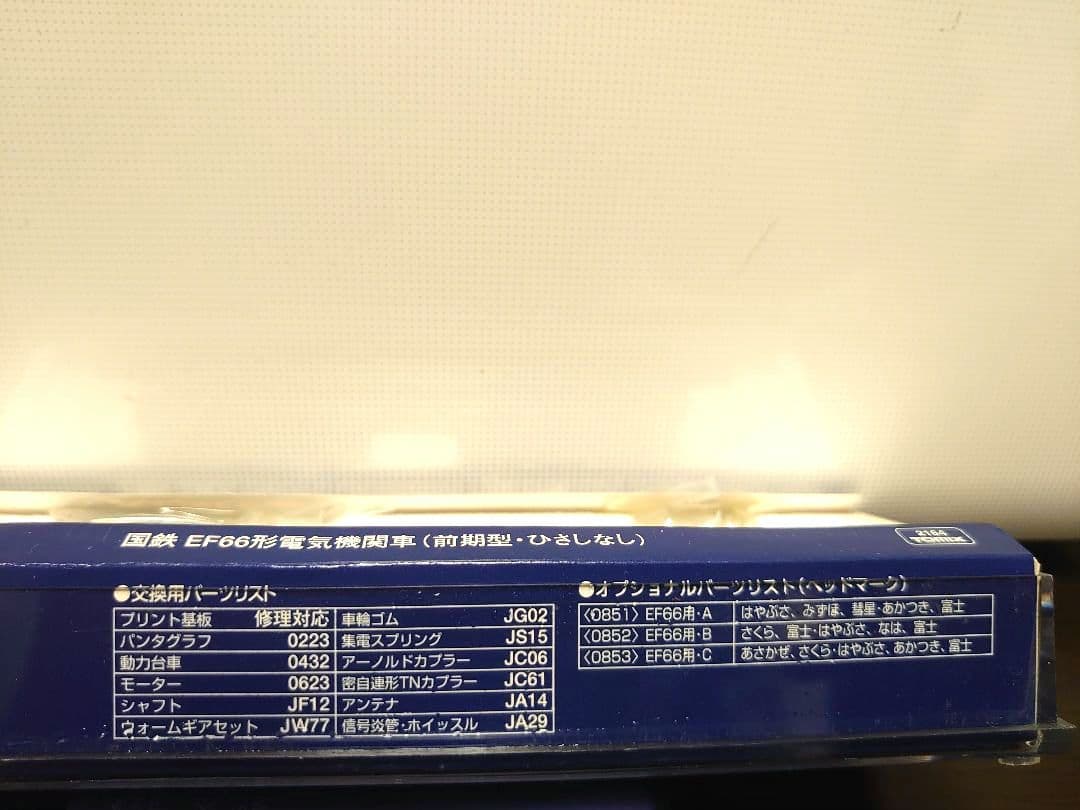 国鉄 EF66形電気機関車(前期型・ひさしなし)
2164
TOMIX
●交換用パーツリスト
プリント基板 修理対応 車輪ゴム JG02
パンタグラフ 0223 集電スプリング JS15
動力台車 0432 アーノルドカプラー JC06
モーター 0623 密自連形TNカプラー JC61
シャフト JF12 アンテナ JA14
ウォームギアセット JW77 信号炎管・ホイッスル JA29
●オプショナルパーツリスト(ヘッドマーク)
〈0851〉EF66用・A はやぶさ、みずほ、彗星・あかつき、富士
〈0852〉EF66用・B さくら、富士・はやぶさ、なは、富士
〈0853〉EF66用・C あさかぜ、さくら・はやぶさ、あかつき、富士